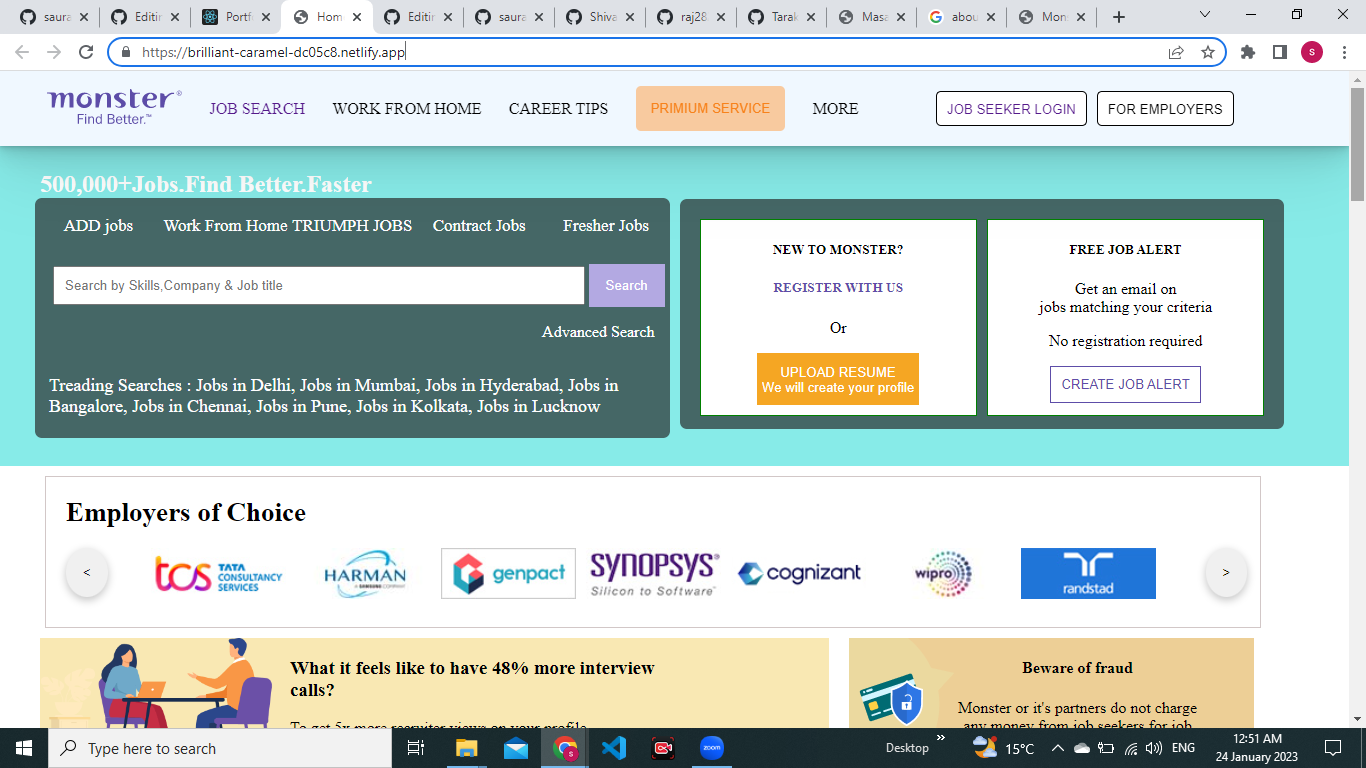 saura
Editin
Portf
Hom
Editin
saura
Shiva
raj28
Tarak
Masa
abou
Mons
https://brilliant-caramel-dc05c8.netlify.app
s
monster®
Find Better.™
JOB SEARCH
WORK FROM HOME
CAREER TIPS
PRIMIUM SERVICE
MORE
JOB SEEKER LOGIN
FOR EMPLOYERS
500,000+Jobs.Find Better.Faster
ADD jobs
Work From Home TRIUMPH JOBS
Contract Jobs
Fresher Jobs
Search by Skills,Company & Job title
Search
Advanced Search
Treading Searches : Jobs in Delhi, Jobs in Mumbai, Jobs in Hyderabad, Jobs in
Bangalore, Jobs in Chennai, Jobs in Pune, Jobs in Kolkata, Jobs in Lucknow
NEW TO MONSTER?
REGISTER WITH US
Or
UPLOAD RESUME
We will create your profile
FREE JOB ALERT
Get an email on
jobs matching your criteria
No registration required
CREATE JOB ALERT
Employers of Choice
<
tcs TATA
CONSULTANCY
SERVICES
HARMAN
genpact
SYNOPSYS®
Silicon to Software™
cognizant
wipro
randstad
>
What it feels like to have 48% more interview
calls?
To get 5x more recruiter views on your profile
Beware of fraud
Monster or it's partners do not charge
any money from job seekers for job
Type here to search
zoom
Desktop
»
15°C
ENG
12:51 AM
24 January 2023